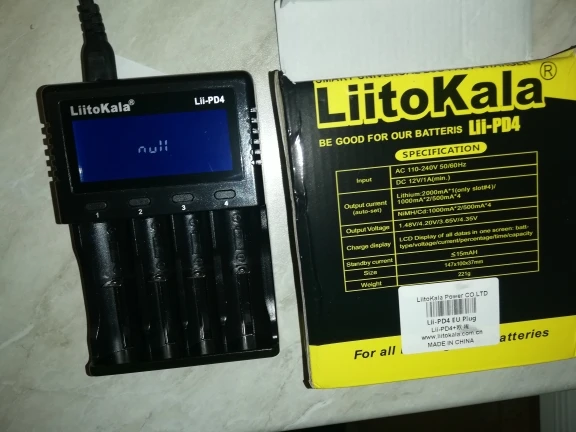 LiitoKala®
Lii-PD4
null
1 2 3 4
LiitoKala®
BE GOOD FOR OUR BATTERIS Lii-PD4
SPECIFICATION
Input
AC 110-240V 50/60Hz
DC 12V/1A(min.)
Output current
(auto-set)
Lithium:2000mA*1(only slot#4)/
1000mA*2/500mA*4
NiMH/Cd:1000mA*2/500mA*4
Output Voltage
1.48V/4.20V/3.65V/4.35V
Charge display
LCD Display of all datas in one screen: batt-
type/voltage/current/percentage/time/capacity
Standby current
≤15mAH
Size
147x100x37mm
Weight
221g
LiitoKala Power CO.LTD
Lii-PD4 EU Plug
www.liitokala.com.cn
MADE IN CHINA
For all
batteries